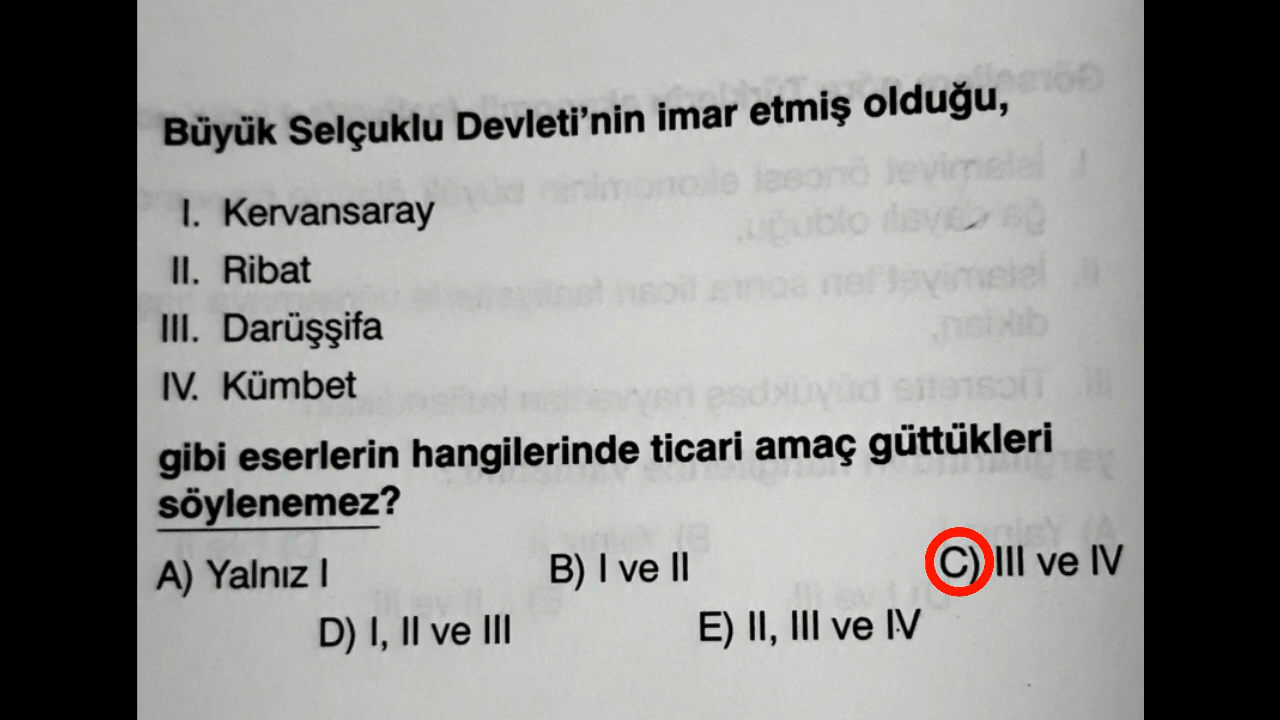 Büyük Selçuklu Devleti'nin imar etmiş olduğu,
I. Kervansaray
II. Ribat
III. Darüşşifa
IV. Kümbet
gibi eserlerin hangilerinde ticari amaç güttükleri
söylenemez?
A) Yalnız I B) I ve II C) III ve IV
D) I, II ve III E) II, III ve IV